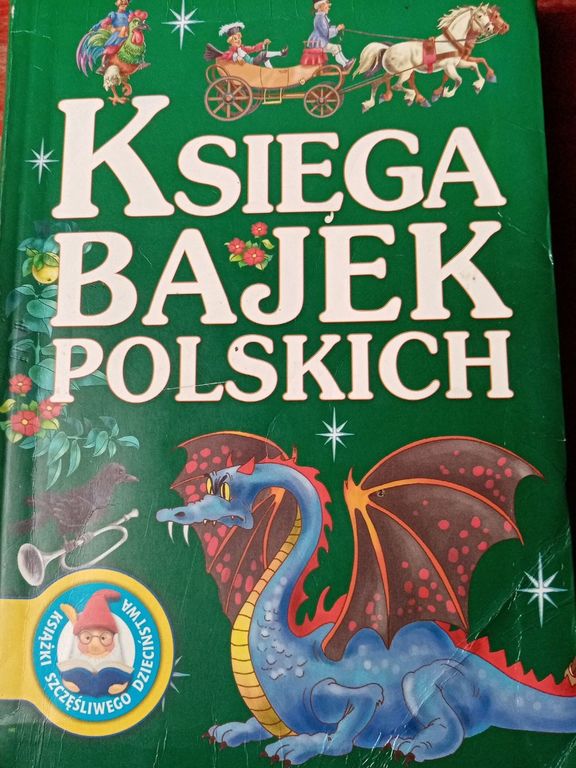 KSIĘGA
BAJEK
POLSKICH
KSIĄŻKI SZCZĘŚLIWEGO DZIECIŃSTWA